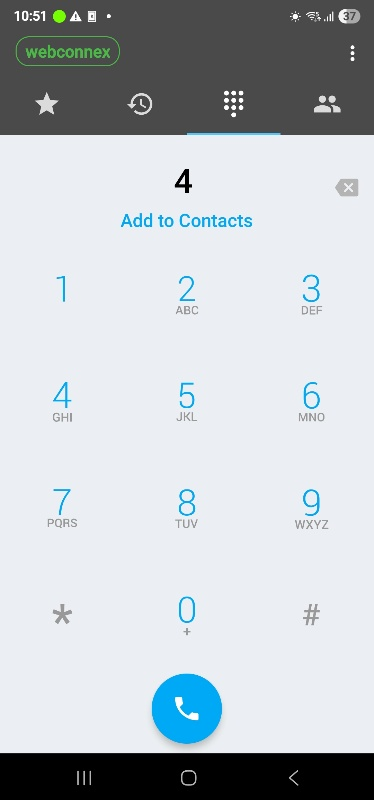 10:51
37
webconnex
4
Add to Contacts
1 2 3
ABC DEF
4 5 6
GHI JKL MNO
7 8 9
PQRS TUV WXYZ
* 0 #
+